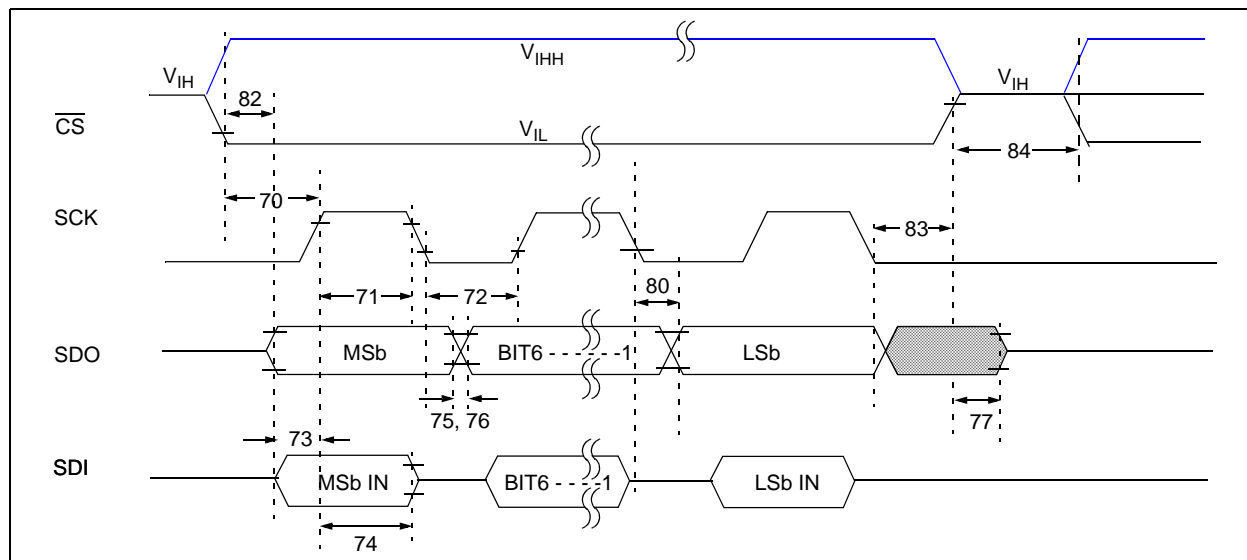 V_IHH
V_IH
V_IH
82
CS
V_IL
84
70
SCK
83
71
72
80
SDO
MSb
BIT6 - - - - - -1
LSb
75, 76
77
73
SDI
MSb IN
BIT6 - - - -1
LSb IN
74